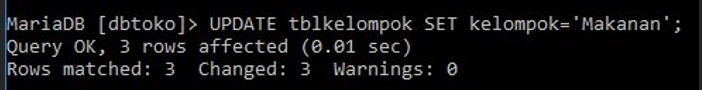 MariaDB [dbtoko]> UPDATE tblkelompok SET kelompok='Makanan';
Query OK, 3 rows affected (0.01 sec)
Rows matched: 3  Changed: 3  Warnings: 0